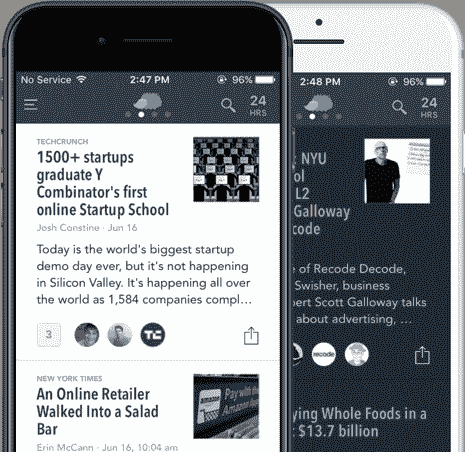 No Service
2:47 PM
96%
24
HRS
TECHCRUNCH
1500+ startups
graduate Y
Combinator's first
online Startup School
Josh Constine · Jun 16
Today is the world's biggest startup
demo day ever, but it's not happening
in Silicon Valley. It's happening all over
the world as 1,584 companies compl...
3
TC
NEW YORK TIMES
An Online Retailer
Walked Into a Salad
Bar
Erin McCann · Jun 16, 10:04 am
amazon
Pay with
2:48 PM
96%
24
HRS
NYU
L2
Galloway
of Recode Decode,
Swisher, business
Scott Galloway talks
about advertising, ...
recode
Whole Foods in a
$13.7 billion